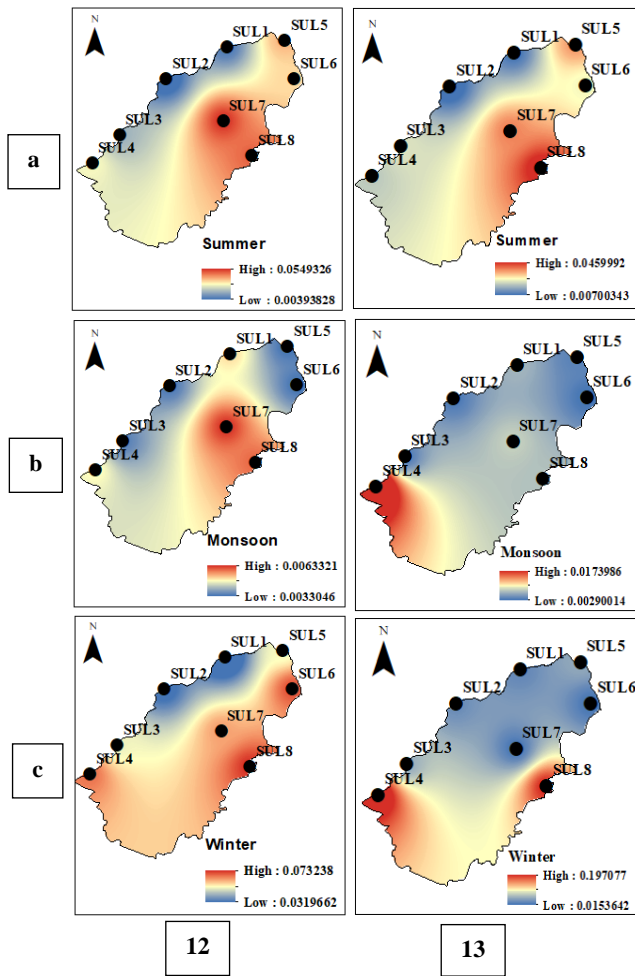 a
N
SUL1
SUL5
SUL2
SUL6
SUL7
SUL3
SUL8
SUL4
Summer
High : 0.0549326
Low : 0.00393828
N
SUL5
SUL1
SUL2
SUL6
SUL7
SUL3
SUL8
SUL4
Summer
High : 0.0459992
Low : 0.00700343
b
N
SUL5
SUL1
SUL2
SUL6
SUL7
SUL3
SUL8
SUL4
Monsoon
High : 0.0063321
Low : 0.0033046
N
SUL5
SUL1
SUL2
SUL6
SUL7
SUL3
SUL8
SUL4
Monsoon
High : 0.0173986
Low : 0.00290014
c
N
SUL5
SUL1
SUL2
SUL6
SUL7
SUL3
SUL8
SUL4
Winter
High : 0.073238
Low : 0.0319662
N
SUL5
SUL1
SUL2
SUL6
SUL7
SUL3
SUL8
SUL4
Winter
High : 0.197077
Low : 0.0153642
12
13